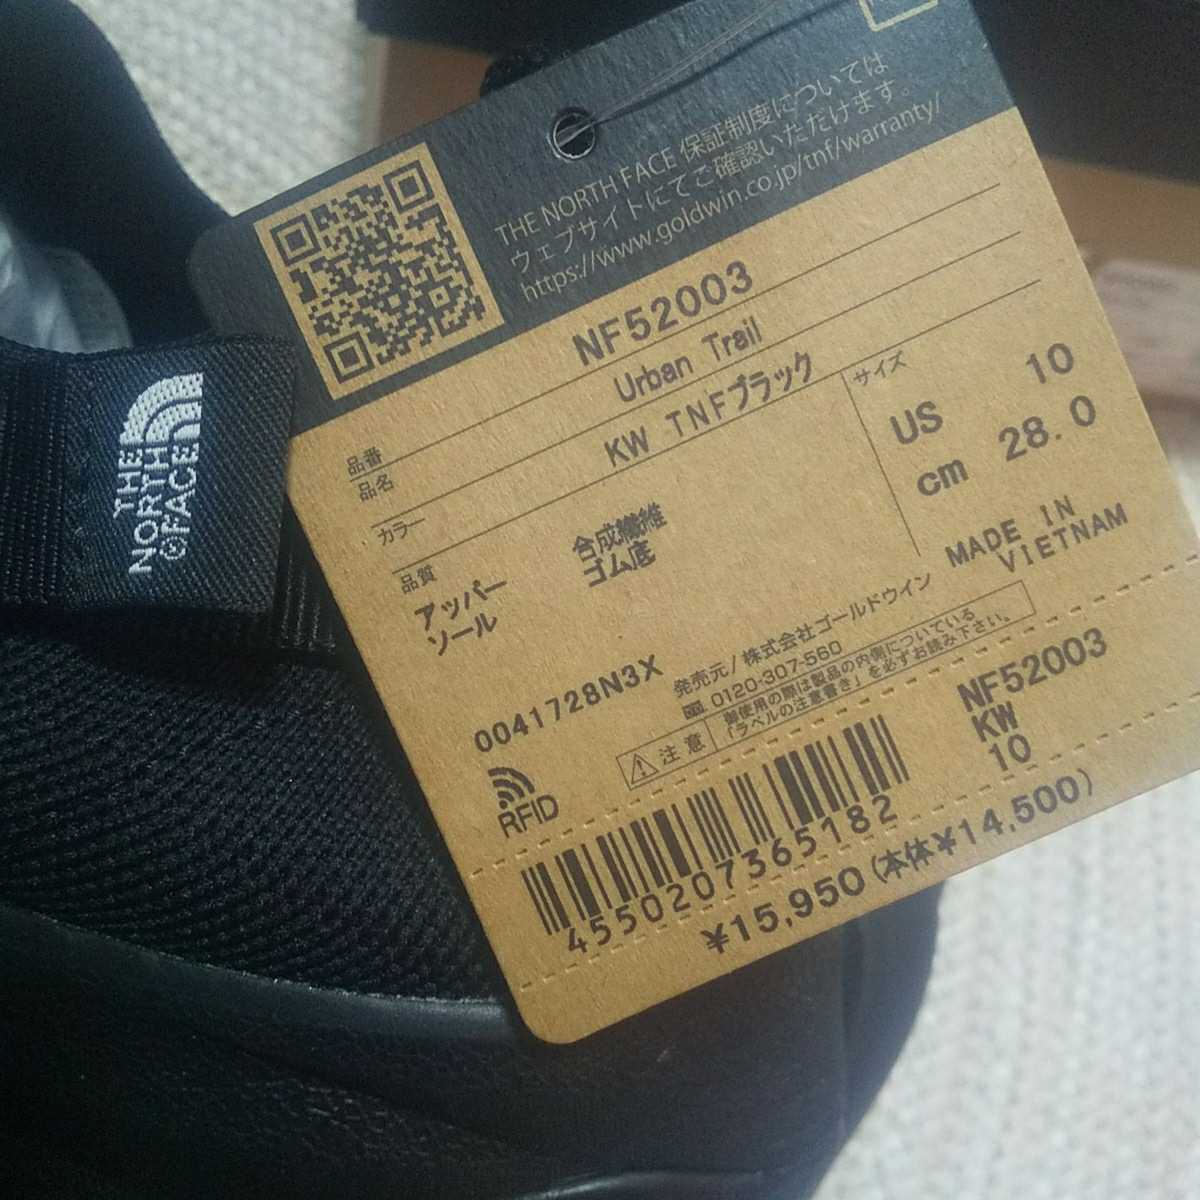 THE NORTH FACE 保証制度については
ウェブサイトにてご確認いただけます。
https://www.goldwin.co.jp/tnf/warranty/
品番 NF52003
品名 Urban Trail
カラー KW TNFブラック
サイズ
US 10
cm 28.0
品質
アッパー 合成繊維
ソール ゴム底
MADE IN
VIETNAM
0041728N3X
発売元/株式会社ゴールドウイン
0120-307-560
注意
御使用の際は製品の内側についている
「ラベルの注意書き」を必ずお読み下さい。
RFID
NF52003
KW
10
4550207365182
¥15,950(本体¥14,500)
THE
NORTH
FACE